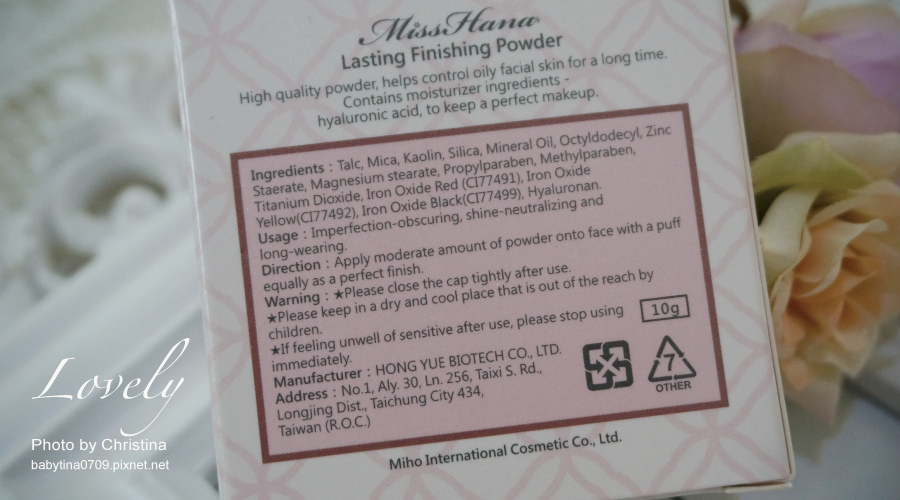 MissHana
Lasting Finishing Powder
High quality powder, helps control oily facial skin for a long time.
Contains moisturizer ingredients -
hyaluronic acid, to keep a perfect makeup.
Ingredients : Talc, Mica, Kaolin, Silica, Mineral Oil, Octyldodecyl, Zinc
Staerate, Magnesium stearate, Propylparaben, Methylparaben,
Titanium Dioxide, Iron Oxide Red (CI77491), Iron Oxide
Yellow(CI77492), Iron Oxide Black(CI77499), Hyaluronan.
Usage : Imperfection-obscuring, shine-neutralizing and
long-wearing.
Direction : Apply moderate amount of powder onto face with a puff
equally as a perfect finish.
Warning : ★Please close the cap tightly after use.
★Please keep in a dry and cool place that is out of the reach by
children.
★If feeling unwell of sensitive after use, please stop using
immediately.
10g
Manufacturer : HONG YUE BIOTECH CO., LTD.
Address : No.1, Aly. 30, Ln. 256, Taixi S. Rd.,
Longjing Dist., Taichung City 434,
Taiwan (R.O.C.)
7
OTHER
Miho International Cosmetic Co., Ltd.
Lovely
Photo by Christina
babytina0709.pixnet.net